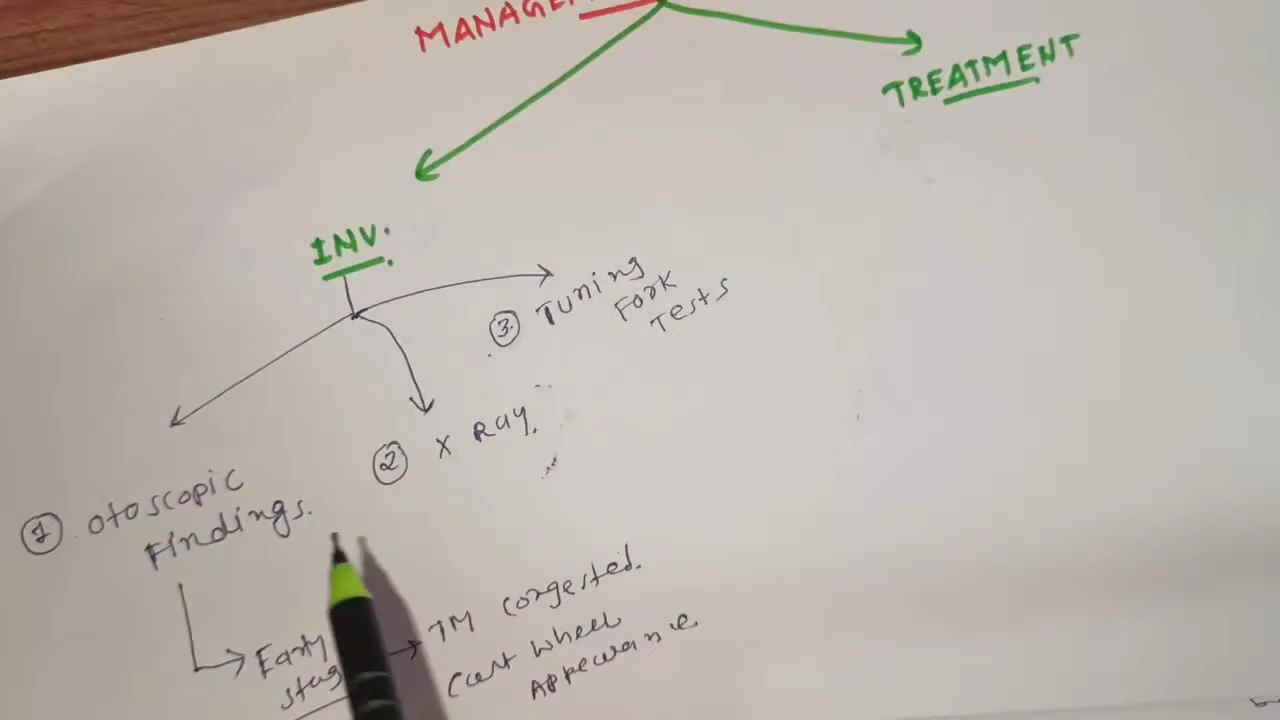 MANAGE
TREATMENT
INV.
③ Tuning
Fork
Tests
② X Ray.
① Otoscopic
Findings.
Early
stag
→ TM congested.
Cart wheel
Appearance